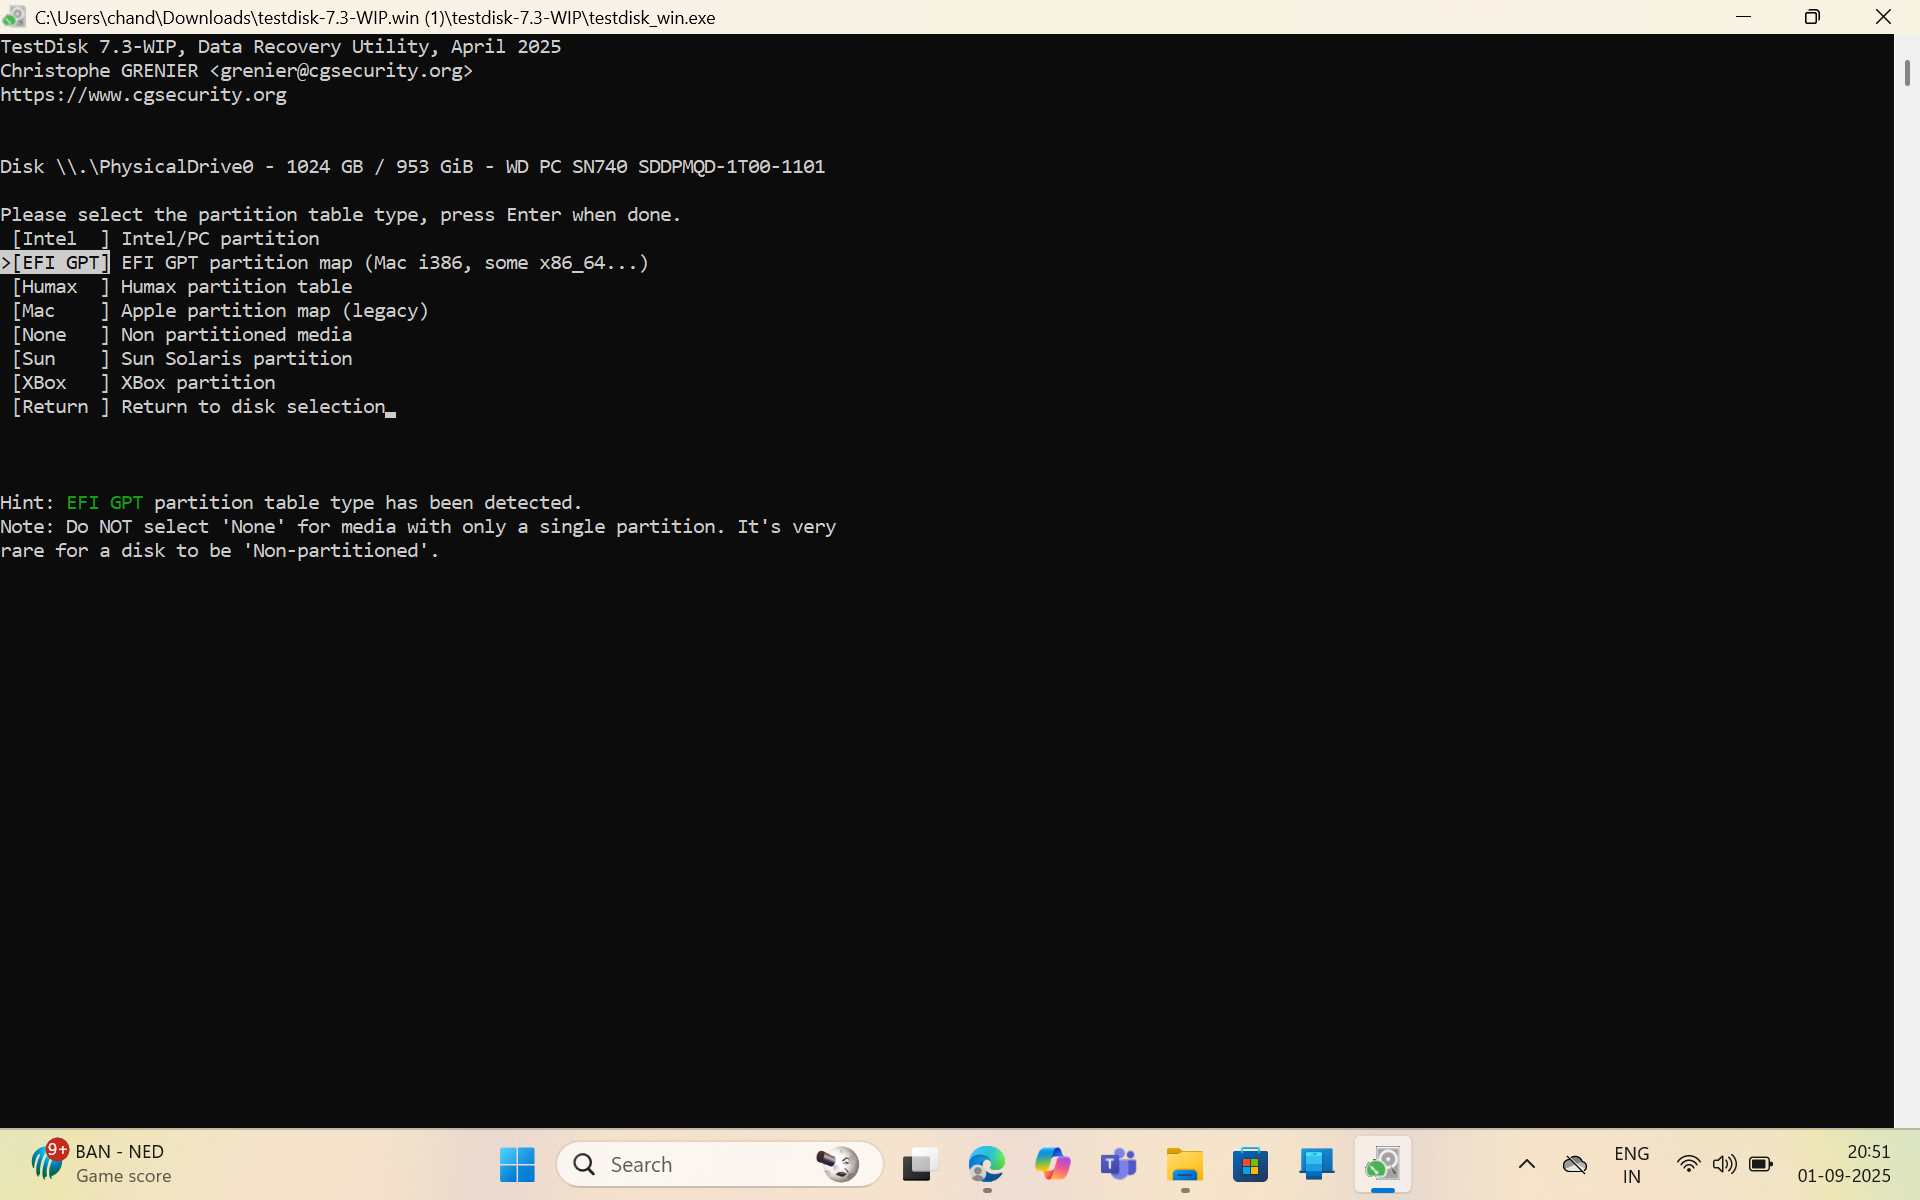 C:\Users\chand\Downloads\testdisk-7.3-WIP.win (1)\testdisk-7.3-WIP\testdisk_win.exe
TestDisk 7.3-WIP, Data Recovery Utility, April 2025
Christophe GRENIER <grenier@cgsecurity.org>
https://www.cgsecurity.org
Disk \\.\PhysicalDrive0 - 1024 GB / 953 GiB - WD PC SN740 SDDPMQD-1T00-1101
Please select the partition table type, press Enter when done.
[Intel  ] Intel/PC partition
>[EFI GPT] EFI GPT partition map (Mac i386, some x86_64...)
[Humax  ] Humax partition table
[Mac    ] Apple partition map (legacy)
[None   ] Non partitioned media
[Sun    ] Sun Solaris partition
[XBox   ] XBox partition
[Return ] Return to disk selection
Hint: EFI GPT partition table type has been detected.
Note: Do NOT select 'None' for media with only a single partition. It's very
rare for a disk to be 'Non-partitioned'.
9+
BAN - NED
Game score
Search
ENG
IN
20:51
01-09-2025